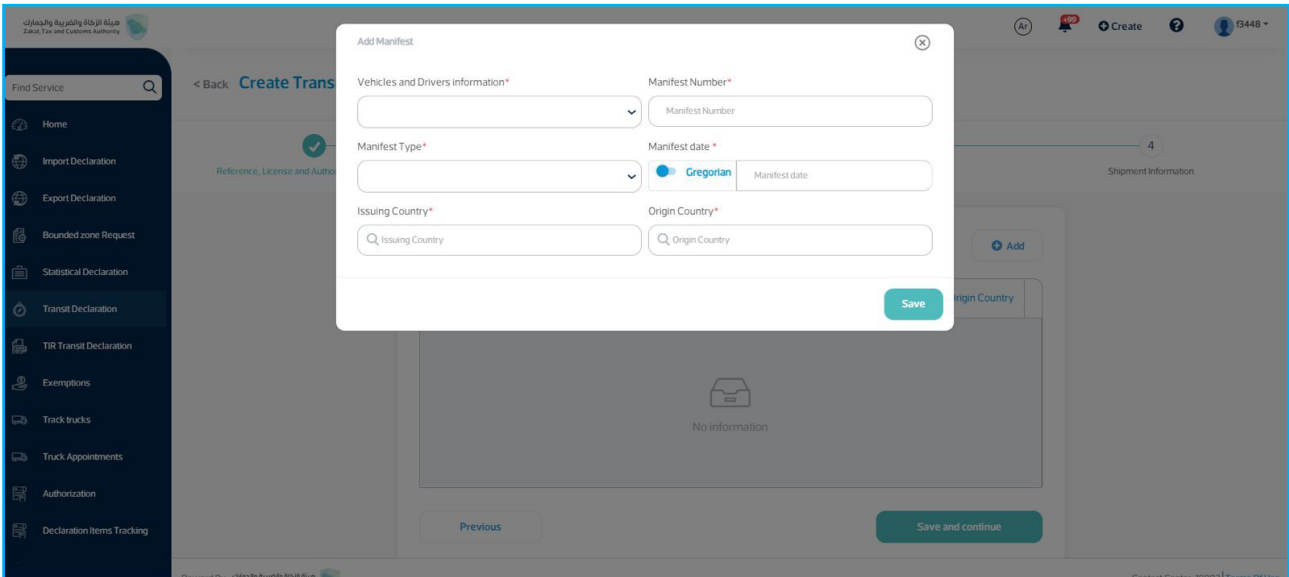 هيئة الزكاة والضريبة والجمارك
Zakat, Tax and Customs Authority
Ar
+99
Create
f3448
Find Service
< Back Create Trans
Home
Import Declaration
Export Declaration
Bounded zone Request
Statistical Declaration
Transit Declaration
TIR Transit Declaration
Exemptions
Track trucks
Truck Appointments
Authorization
Declaration Items Tracking
Reference, License and Autho
4
Shipment Information
Add Manifest
Vehicles and Drivers information*
Manifest Number*
Manifest Number
Manifest Type*
Manifest date *
Gregorian
Manifest date
Issuing Country*
Origin Country*
Issuing Country
Origin Country
Save
Add
rigin Country
No information
Previous
Save and continue